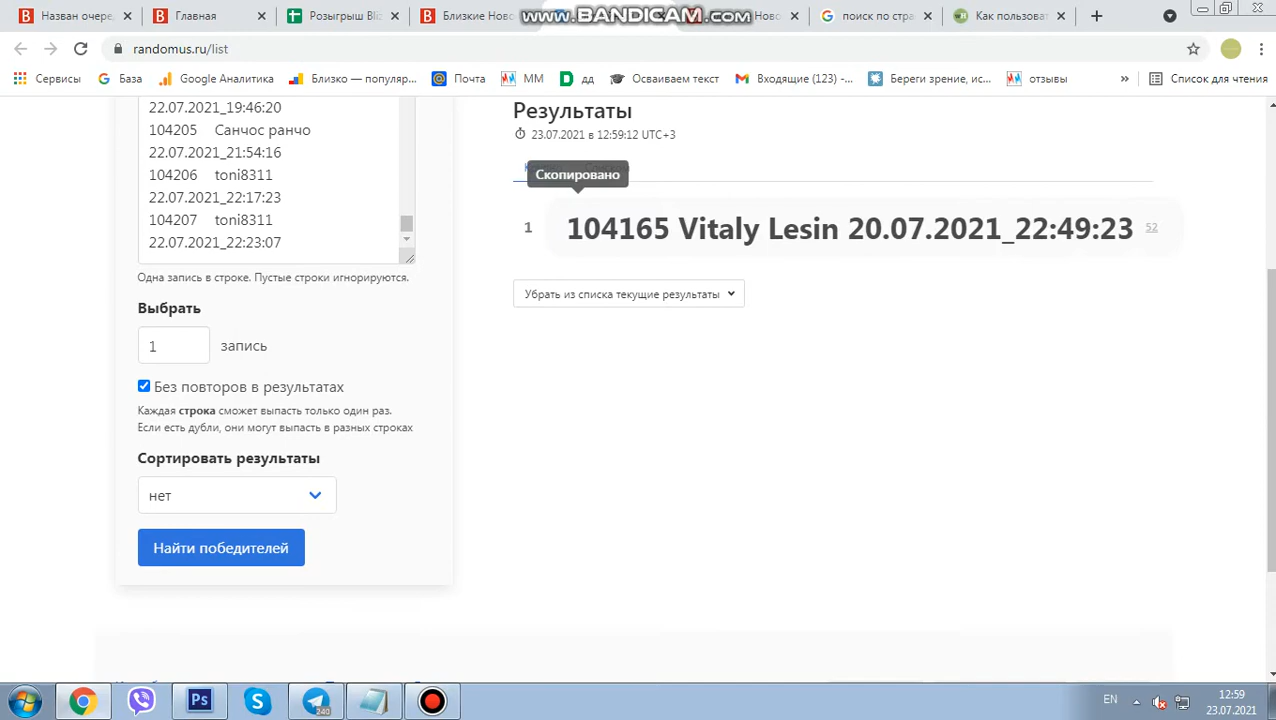 Назван очере
Главная
Розыгрыш Bli
Близкие Ново
www.BANDICAM.com
Ново
поиск по стра
Как пользоват
randomus.ru/list
Сервисы
База
Google Аналитика
Близко — популяр...
Почта
ММ
дд
Осваиваем текст
Входящие (123) -...
Береги зрение, ис...
отзывы
»
Список для чтения
22.07.2021_19:46:20
104205 Санчос ранчо
22.07.2021_21:54:16
104206 toni8311
22.07.2021_22:17:23
104207 toni8311
22.07.2021_22:23:07
Одна запись в строке. Пустые строки игнорируются.
Выбрать
1 запись
Без повторов в результатах
Каждая строка сможет выпасть только один раз.
Если есть дубли, они могут выпасть в разных строках
Сортировать результаты
нет
Найти победителей
Результаты
23.07.2021 в 12:59:12 UTC+3
Скопировано
1 104165 Vitaly Lesin 20.07.2021_22:49:23 52
Убрать из списка текущие результаты
Ps
240
EN
12:59
23.07.2021